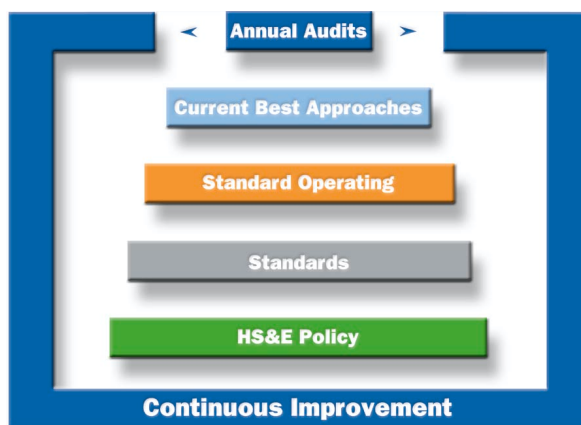 Annual Audits
Current Best Approaches
Standard Operating
Standards
HS&E Policy
Continuous Improvement